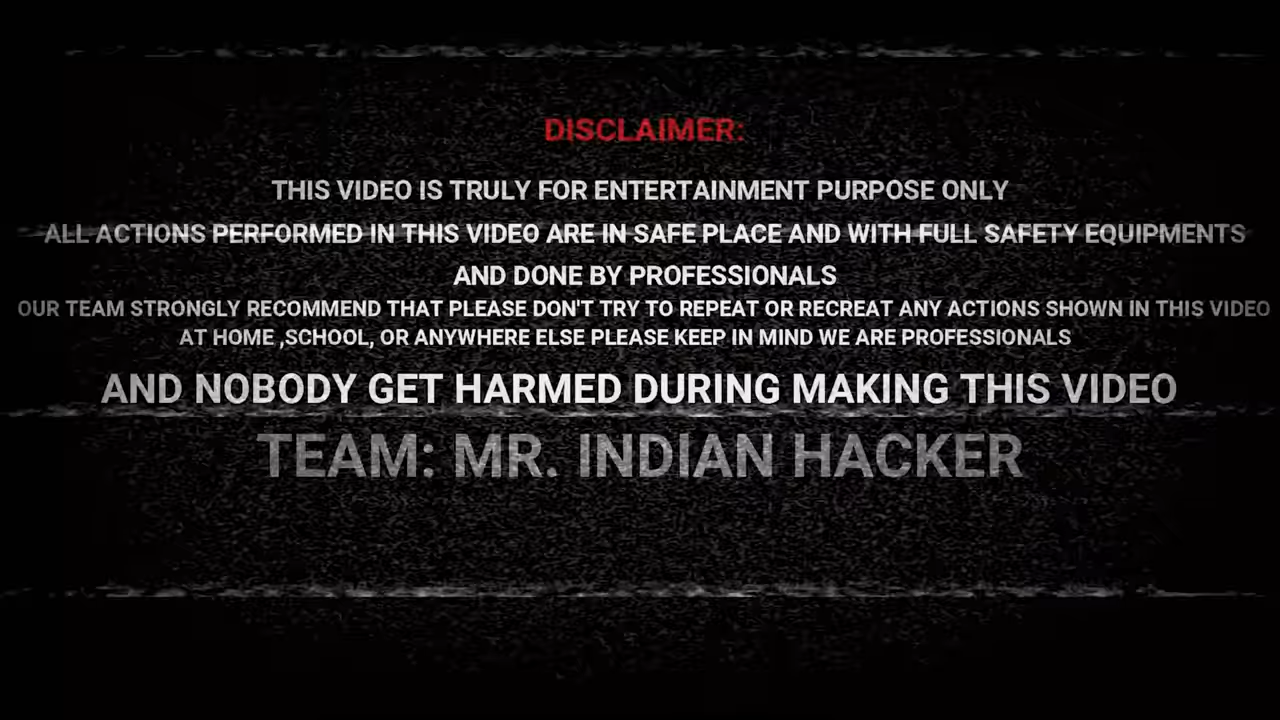 DISCLAIMER:
THIS VIDEO IS TRULY FOR ENTERTAINMENT PURPOSE ONLY
ALL ACTIONS PERFORMED IN THIS VIDEO ARE IN SAFE PLACE AND WITH FULL SAFETY EQUIPMENTS
AND DONE BY PROFESSIONALS
OUR TEAM STRONGLY RECOMMEND THAT PLEASE DON'T TRY TO REPEAT OR RECREAT ANY ACTIONS SHOWN IN THIS VIDEO
AT HOME ,SCHOOL, OR ANYWHERE ELSE PLEASE KEEP IN MIND WE ARE PROFESSIONALS
AND NOBODY GET HARMED DURING MAKING THIS VIDEO
TEAM: MR. INDIAN HACKER